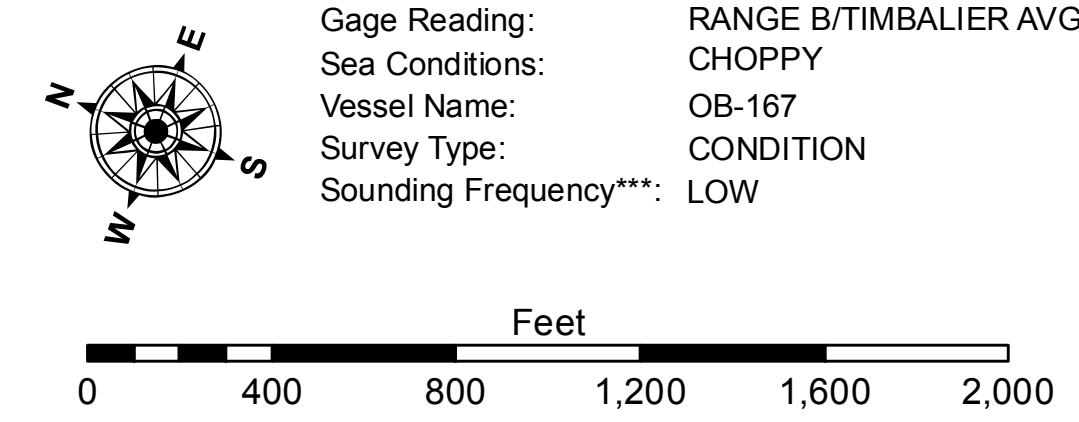 E
N
S
W
Gage Reading: RANGE B/TIMBALIER AVG
Sea Conditions: CHOPPY
Vessel Name: OB-167
Survey Type: CONDITION
Sounding Frequency***: LOW
Feet
0 400 800 1,200 1,600 2,000